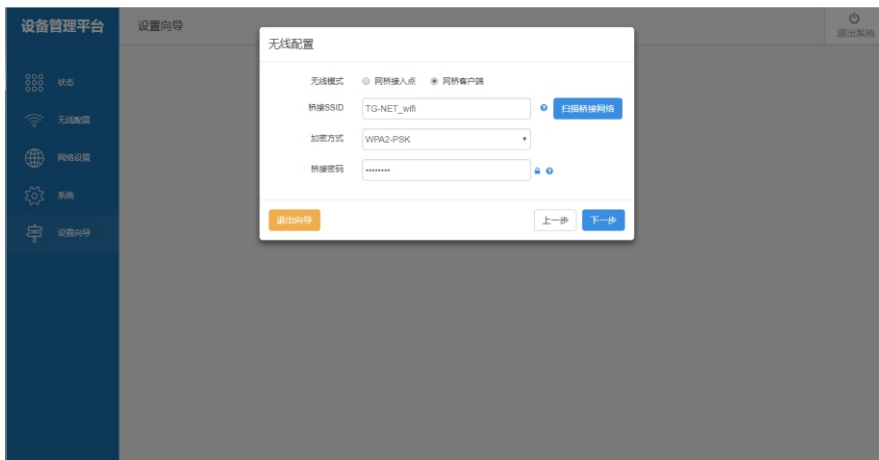 设备管理平台
设置向导
退出系统
状态
无线配置
网络设置
系统
设置向导
无线配置
无线模式 网桥接入点 网桥客户端
桥接SSID TG-NET_wifi 扫描桥接网络
加密方式 WPA2-PSK
桥接密码 ••••••••
退出向导 上一步 下一步